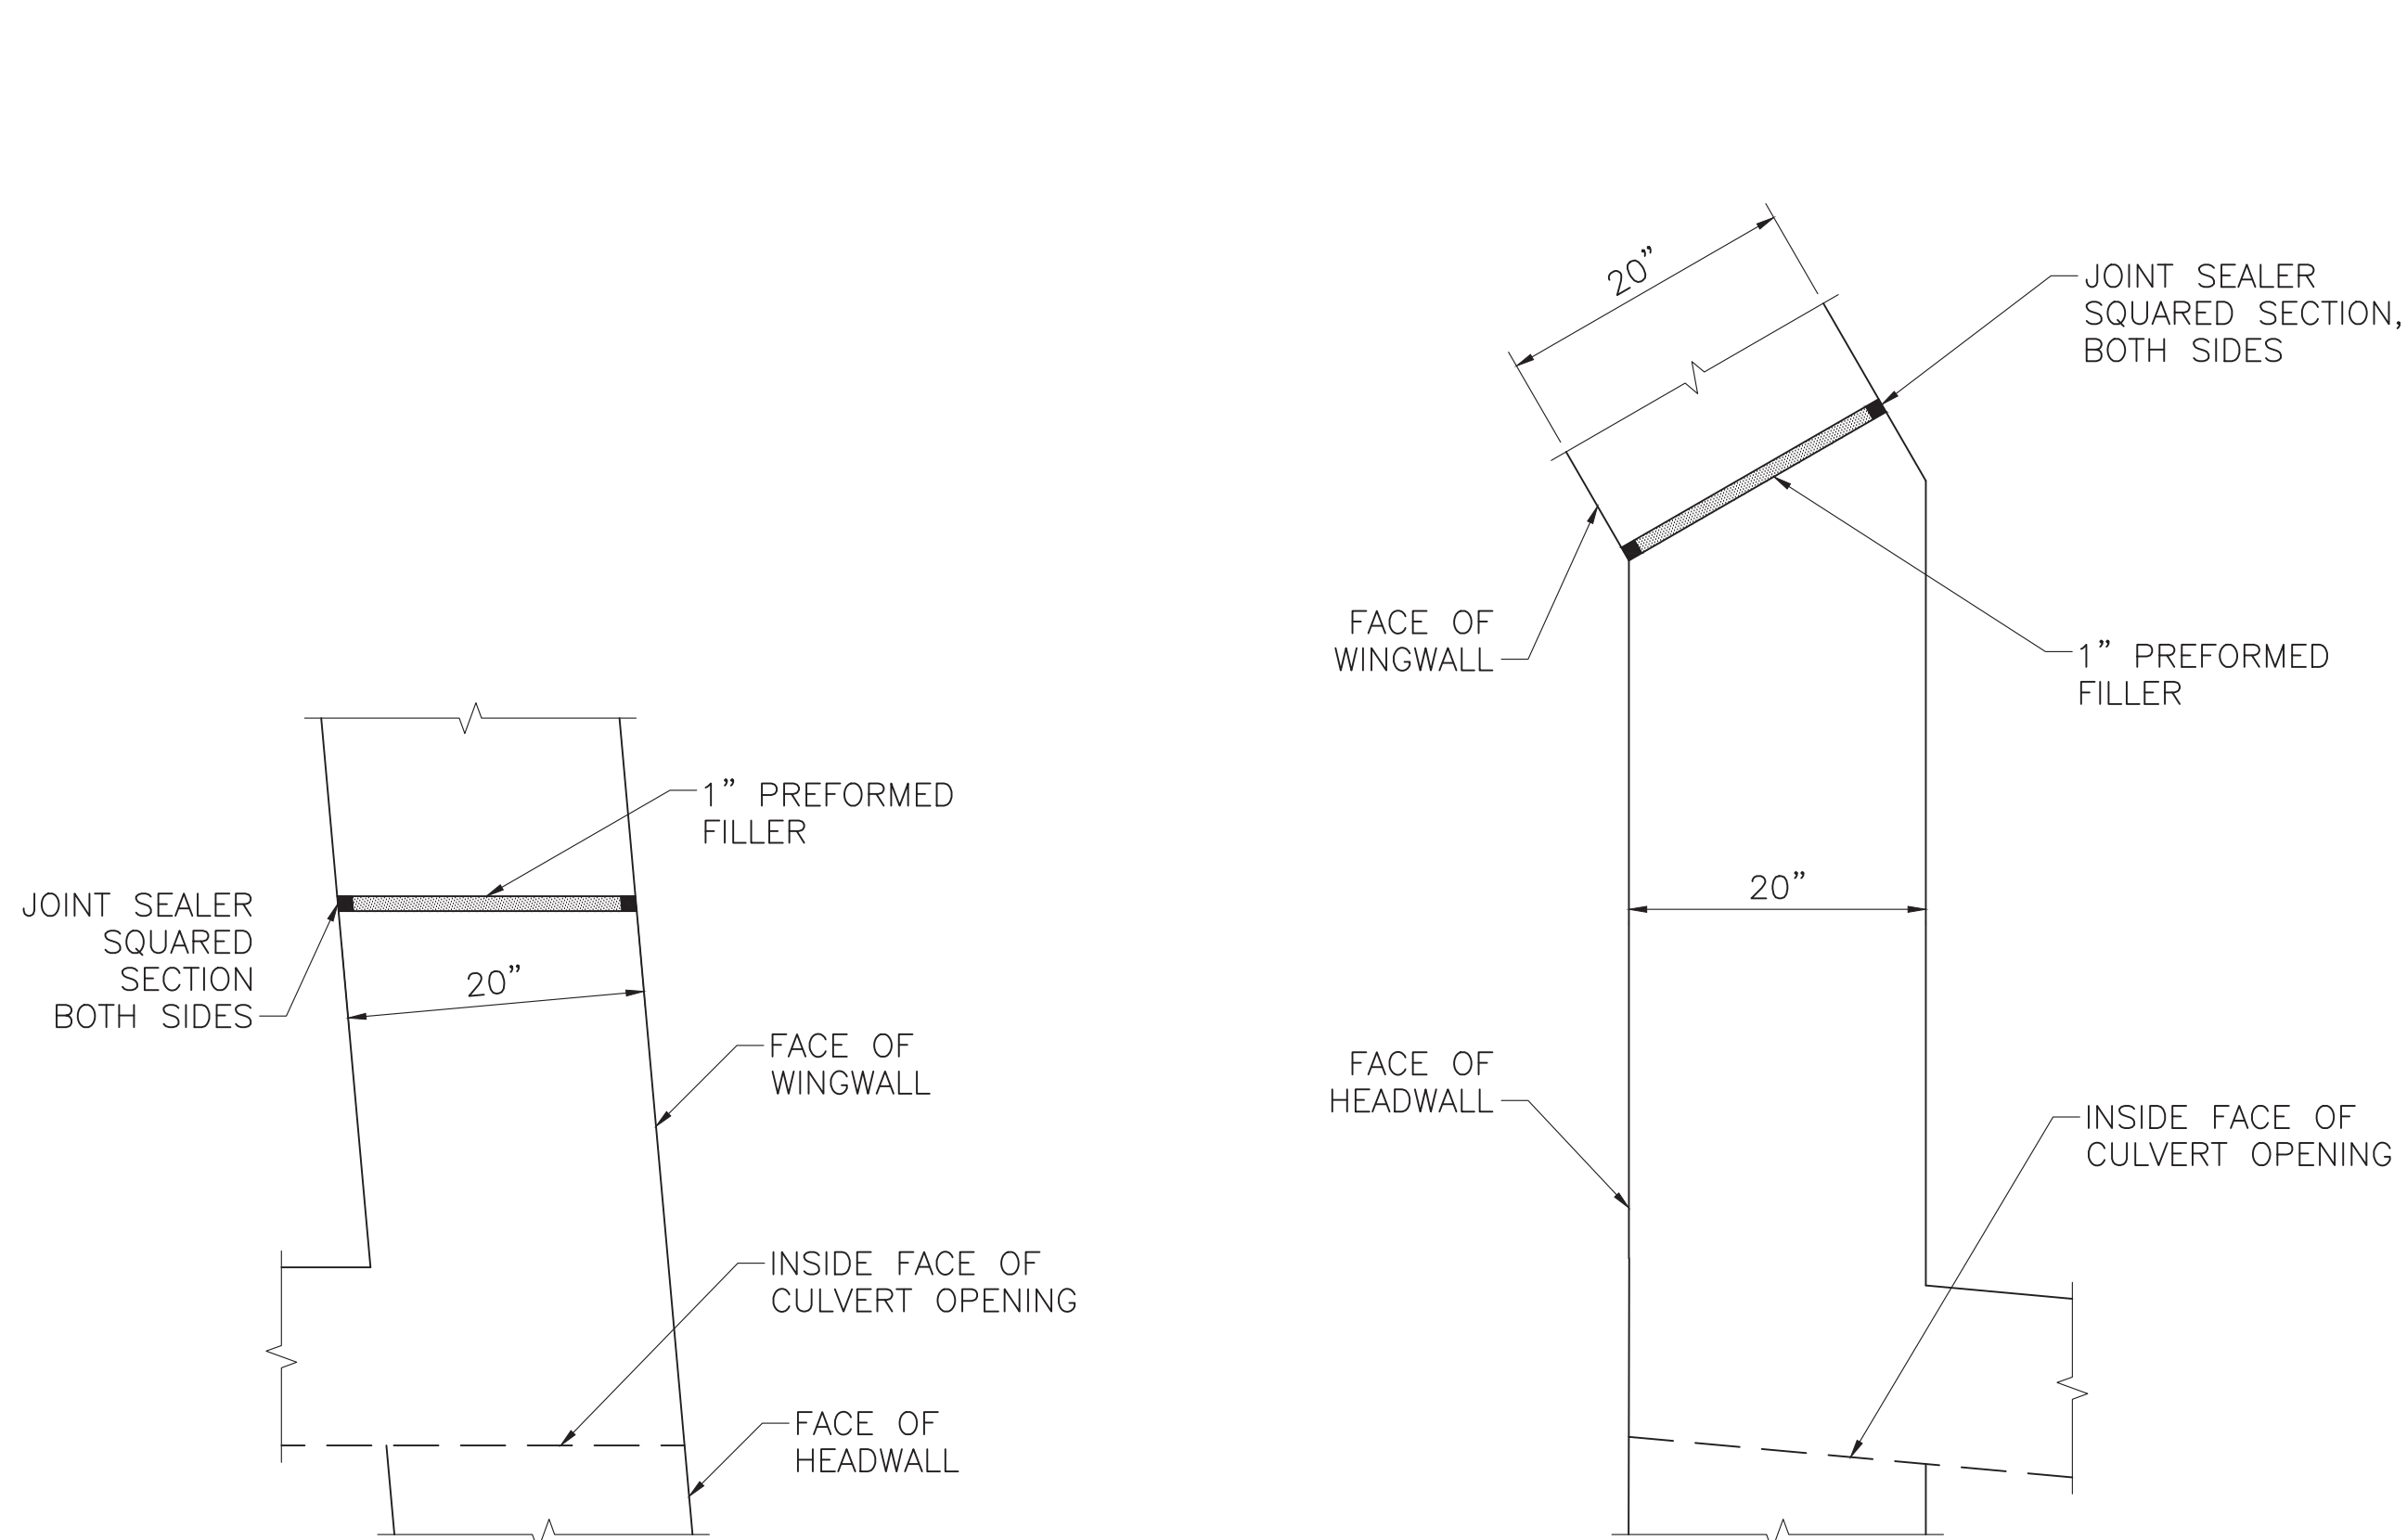 1” PREFORMED
FILLER
JOINT SEALER
SQUARED
SECTION
BOTH SIDES
20”
FACE OF
WINGWALL
INSIDE FACE OF
CULVERT OPENING
FACE OF
HEADWALL
20”
JOINT SEALER
SQUARED SECTION,
BOTH SIDES
FACE OF
WINGWALL
1” PREFORMED
FILLER
20”
FACE OF
HEADWALL
INSIDE FACE OF
CULVERT OPENING